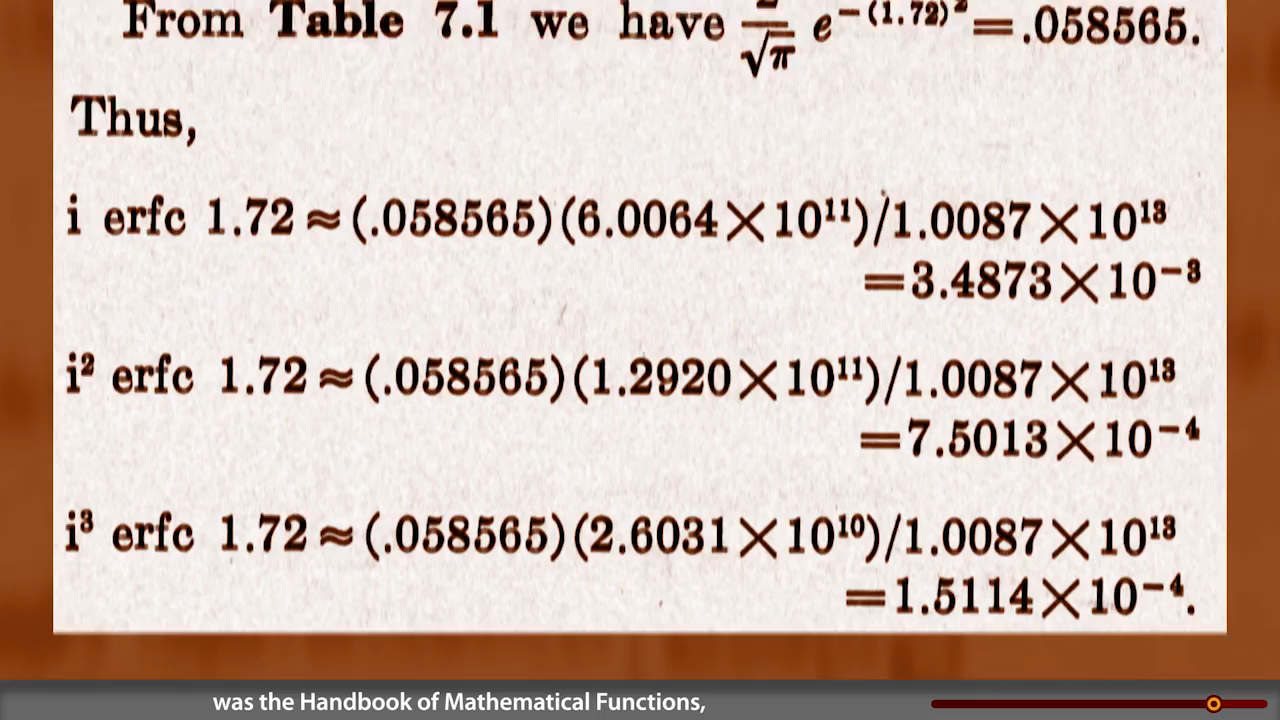 From Table 7.1 we have 2/√π e^−(1.72)² = .058565.
Thus,
i erfc 1.72 ≈ (.058565)(6.0064×10¹¹)/1.0087×10¹³
=3.4873×10⁻³
i² erfc 1.72 ≈ (.058565)(1.2920×10¹¹)/1.0087×10¹³
=7.5013×10⁻⁴
i³ erfc 1.72 ≈ (.058565)(2.6031×10¹⁰)/1.0087×10¹³
=1.5114×10⁻⁴.
was the Handbook of Mathematical Functions,